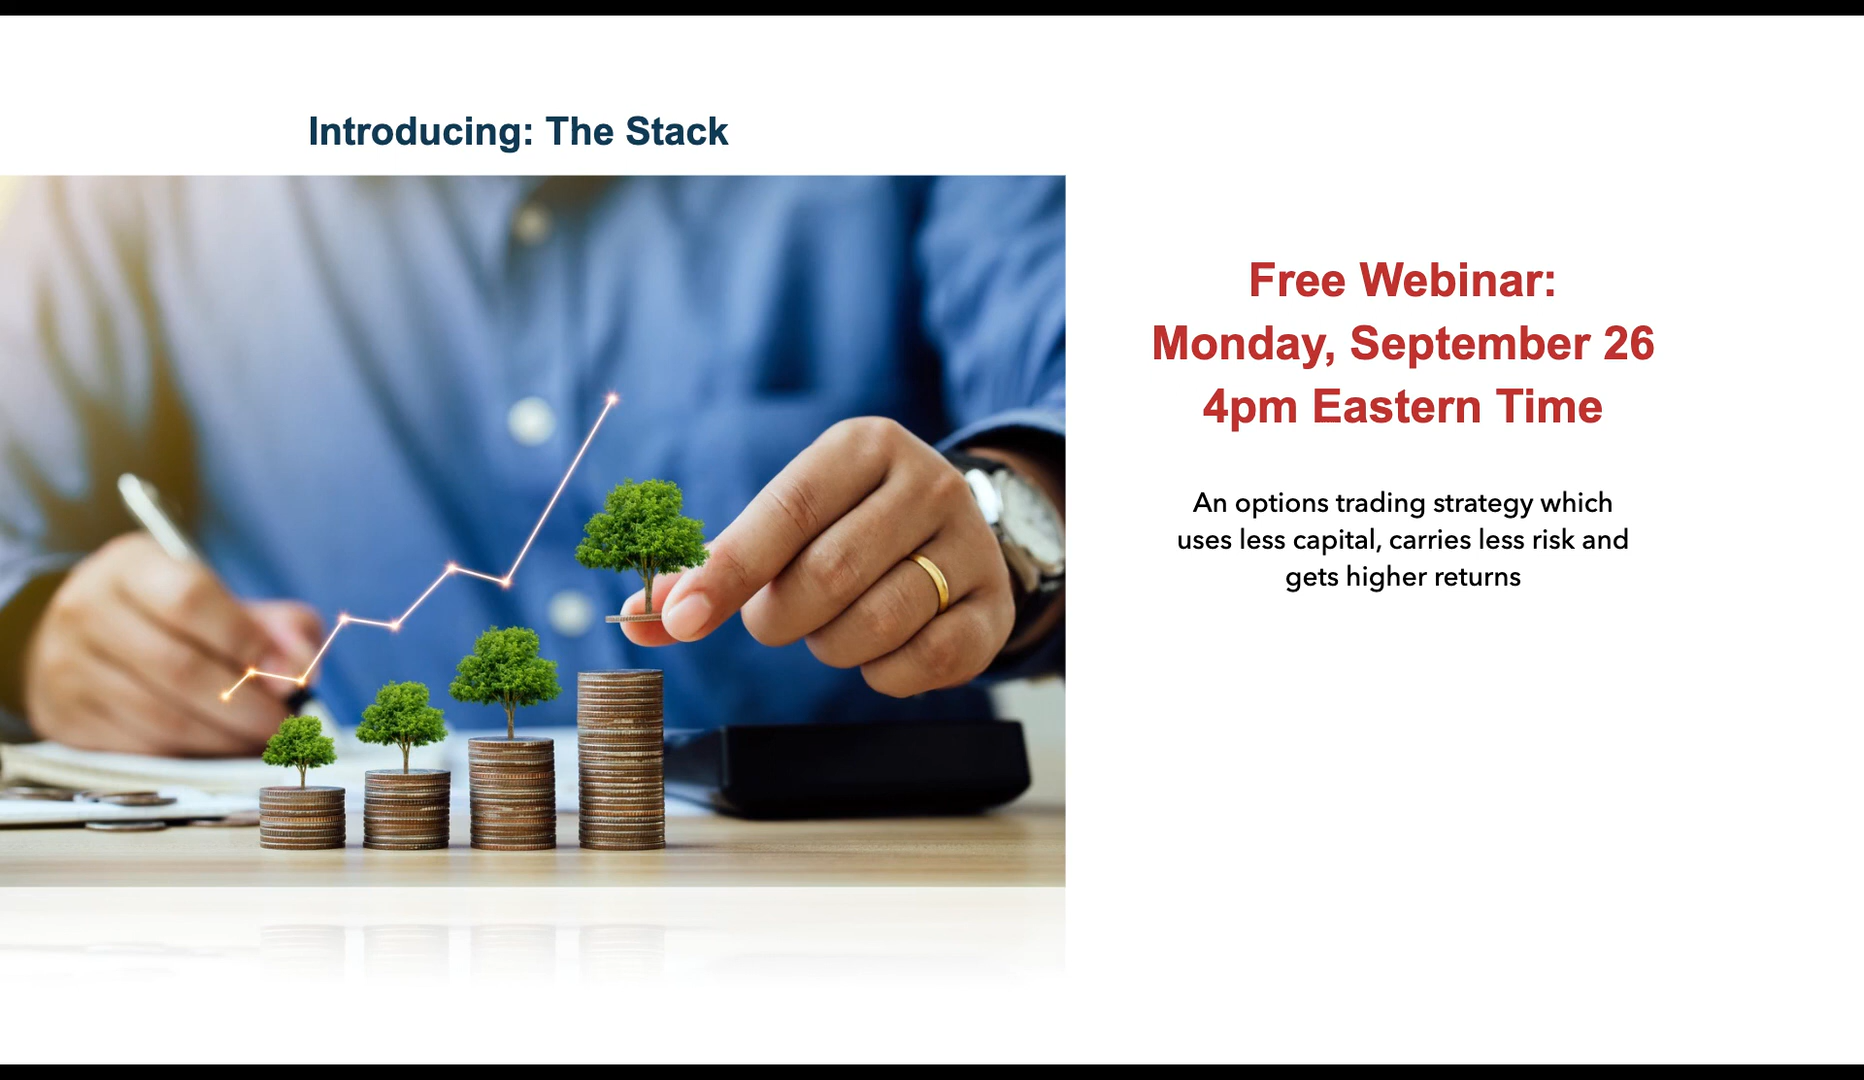 Introducing: The Stack
Free Webinar:
Monday, September 26
4pm Eastern Time
An options trading strategy which
uses less capital, carries less risk and
gets higher returns